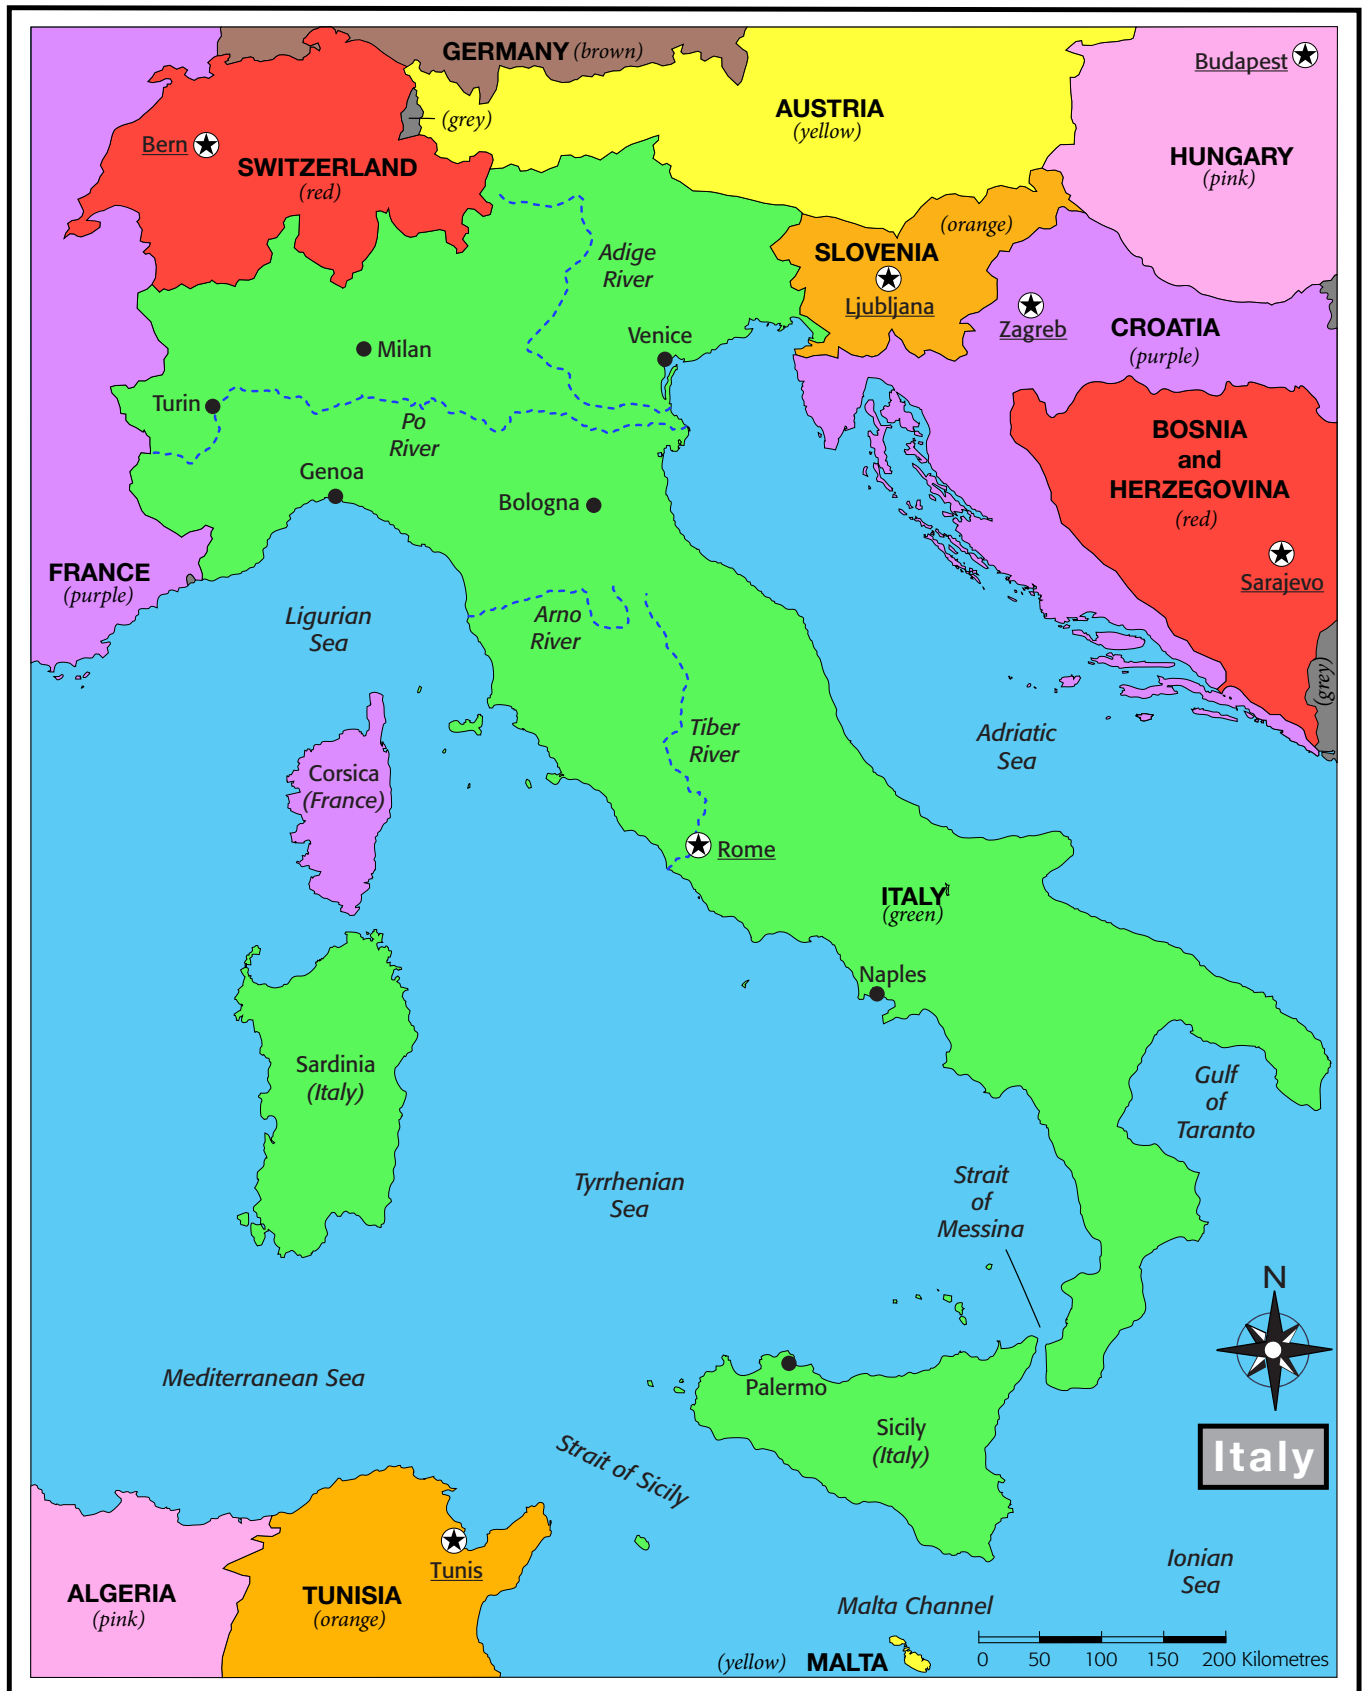 GERMANY (brown)
Budapest
(grey)
AUSTRIA
(yellow)
Bern
SWITZERLAND
(red)
HUNGARY
(pink)
(orange)
SLOVENIA
Ljubljana
Adige
River
Zagreb
CROATIA
(purple)
Venice
Milan
Turin
Po
River
BOSNIA
and
HERZEGOVINA
(red)
Genoa
Bologna
Sarajevo
FRANCE
(purple)
Ligurian
Sea
Arno
River
(grey)
Tiber
River
Adriatic
Sea
Corsica
(France)
Rome
ITALY
(green)
Naples
Sardinia
(Italy)
Gulf
of
Taranto
Tyrrhenian
Sea
Strait
of
Messina
N
Mediterranean Sea
Palermo
Sicily
(Italy)
Strait of Sicily
Italy
Tunis
Ionian
Sea
ALGERIA
(pink)
TUNISIA
(orange)
Malta Channel
(yellow) MALTA
0 50 100 150 200 Kilometres